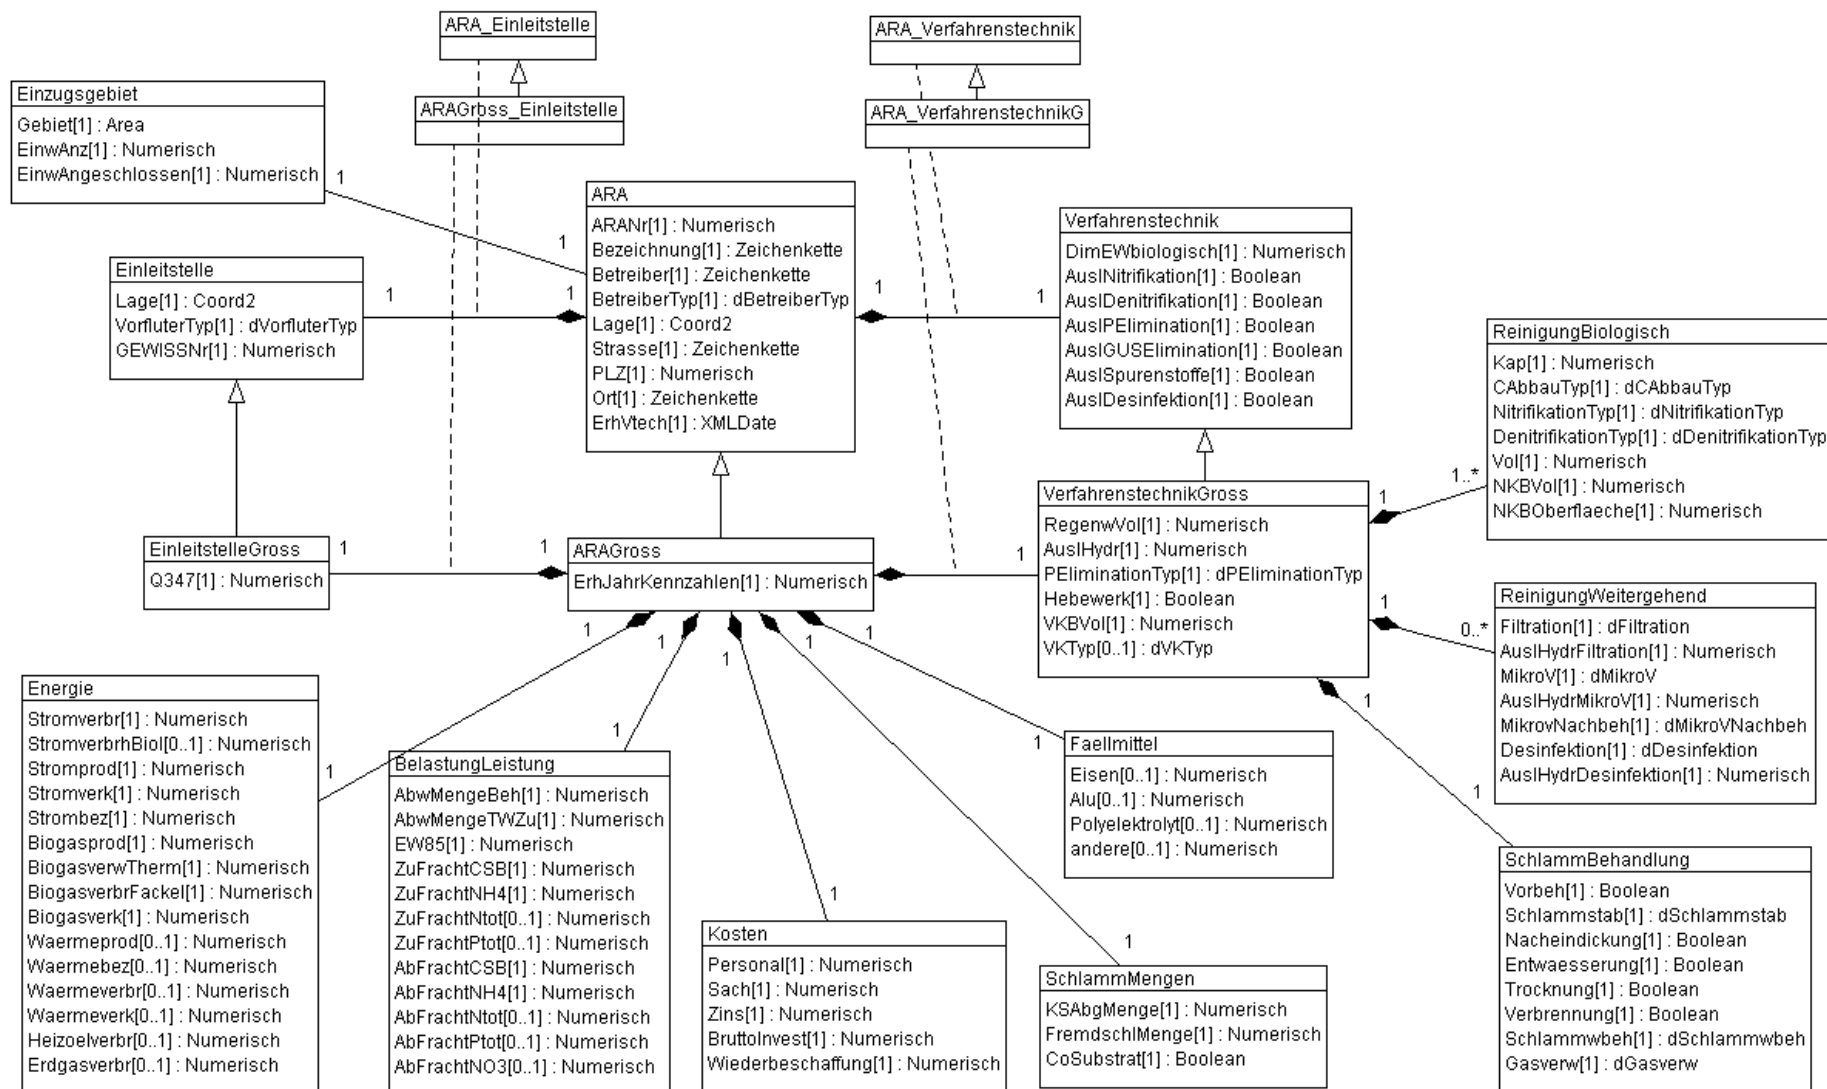 ARA_Einleitstelle
ARAGross_Einleitstelle
ARA_Verfahrenstechnik
ARA_VerfahrenstechnikG
Einzugsgebiet
Gebiet[1] : Area
EinwAnz[1] : Numerisch
EinwAngeschlossen[1] : Numerisch
1
1
ARA
ARANr[1] : Numerisch
Bezeichnung[1] : Zeichenkette
Betreiber[1] : Zeichenkette
BetreiberTyp[1] : dBetreiberTyp
Lage[1] : Coord2
Strasse[1] : Zeichenkette
PLZ[1] : Numerisch
Ort[1] : Zeichenkette
ErhVtech[1] : XMLDate
Einleitstelle
Lage[1] : Coord2
VorfluterTyp[1] : dVorfluterTyp
GEWISSNr[1] : Numerisch
1
1
1
1
Verfahrenstechnik
DimEWbiologisch[1] : Numerisch
AuslNitrifikation[1] : Boolean
AuslDenitrifikation[1] : Boolean
AuslPElimination[1] : Boolean
AuslGUSElimination[1] : Boolean
AuslSpurenstoffe[1] : Boolean
AuslDesinfektion[1] : Boolean
ReinigungBiologisch
Kap[1] : Numerisch
CAbbauTyp[1] : dCAbbauTyp
NitrifikationTyp[1] : dNitrifikationTyp
DenitrifikationTyp[1] : dDenitrifikationTyp
Vol[1] : Numerisch
NKBVol[1] : Numerisch
NKBOberflaeche[1] : Numerisch
1
1..*
EinleitstelleGross
Q347[1] : Numerisch
1
1
ARAGross
ErhJahrKennzahlen[1] : Numerisch
1
1
VerfahrenstechnikGross
RegenwVol[1] : Numerisch
AuslHydr[1] : Numerisch
PEliminationTyp[1] : dPEliminationTyp
Hebewerk[1] : Boolean
VKBVol[1] : Numerisch
VKTyp[0..1] : dVKTyp
1
0..*
ReinigungWeitergehend
Filtration[1] : dFiltration
AuslHydrFiltration[1] : Numerisch
MikroV[1] : dMikroV
AuslHydrMikroV[1] : Numerisch
MikrovNachbeh[1] : dMikroVNachbeh
Desinfektion[1] : dDesinfektion
AuslHydrDesinfektion[1] : Numerisch
1
1
1
1
1
1
1
Energie
Stromverbr[1] : Numerisch
StromverbrhBiol[0..1] : Numerisch
Stromprod[1] : Numerisch
Stromverk[1] : Numerisch
Strombez[1] : Numerisch
Biogasprod[1] : Numerisch
BiogasverwTherm[1] : Numerisch
BiogasverbrFackel[1] : Numerisch
Biogasverk[1] : Numerisch
Waermeprod[0..1] : Numerisch
Waermebez[0..1] : Numerisch
Waermeverbr[0..1] : Numerisch
Waermeverk[0..1] : Numerisch
Heizoelverbr[0..1] : Numerisch
Erdgasverbr[0..1] : Numerisch
1
1
BelastungLeistung
AbwMengeBeh[1] : Numerisch
AbwMengeTWZu[1] : Numerisch
EW85[1] : Numerisch
ZuFrachtCSB[1] : Numerisch
ZuFrachtNH4[1] : Numerisch
ZuFrachtNtot[0..1] : Numerisch
ZuFrachtPtot[0..1] : Numerisch
AbFrachtCSB[1] : Numerisch
AbFrachtNH4[1] : Numerisch
AbFrachtNtot[0..1] : Numerisch
AbFrachtPtot[0..1] : Numerisch
AbFrachtNO3[0..1] : Numerisch
1
Kosten
Personal[1] : Numerisch
Sach[1] : Numerisch
Zins[1] : Numerisch
BruttoInvest[1] : Numerisch
Wiederbeschaffung[1] : Numerisch
1
Faellmittel
Eisen[0..1] : Numerisch
Alu[0..1] : Numerisch
Polyelektrolyt[0..1] : Numerisch
andere[0..1] : Numerisch
1
SchlammMengen
KSAbgMenge[1] : Numerisch
FremdschlMenge[1] : Numerisch
CoSubstrat[1] : Boolean
SchlammBehandlung
Vorbeh[1] : Boolean
Schlammstab[1] : dSchlammstab
Nacheindickung[1] : Boolean
Entwaesserung[1] : Boolean
Trocknung[1] : Boolean
Verbrennung[1] : Boolean
Schlammwbeh[1] : dSchlammwbeh
Gasverw[1] : dGasverw